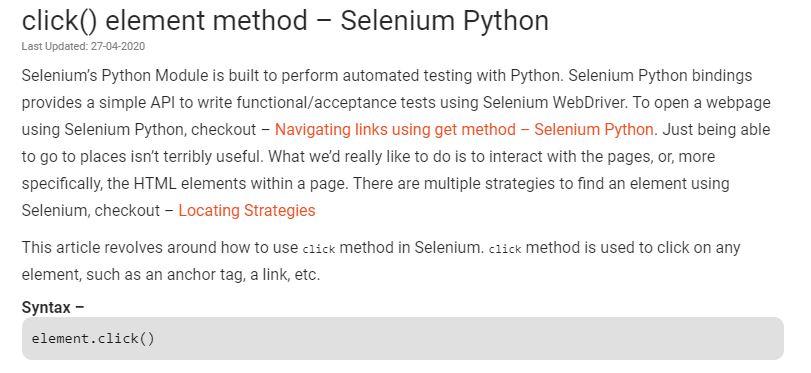 click() element method – Selenium Python
Last Updated: 27-04-2020
Selenium’s Python Module is built to perform automated testing with Python. Selenium Python bindings
provides a simple API to write functional/acceptance tests using Selenium WebDriver. To open a webpage
using Selenium Python, checkout – Navigating links using get method – Selenium Python. Just being able
to go to places isn’t terribly useful. What we’d really like to do is to interact with the pages, or, more
specifically, the HTML elements within a page. There are multiple strategies to find an element using
Selenium, checkout – Locating Strategies
This article revolves around how to use click method in Selenium. click method is used to click on any
element, such as an anchor tag, a link, etc.
Syntax –
element.click()